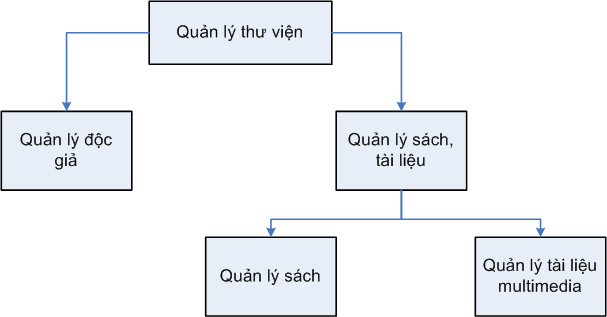 Quản lý thư viện
Quản lý độc
giả
Quản lý sách,
tài liệu
Quản lý sách
Quản lý tài liệu
multimedia